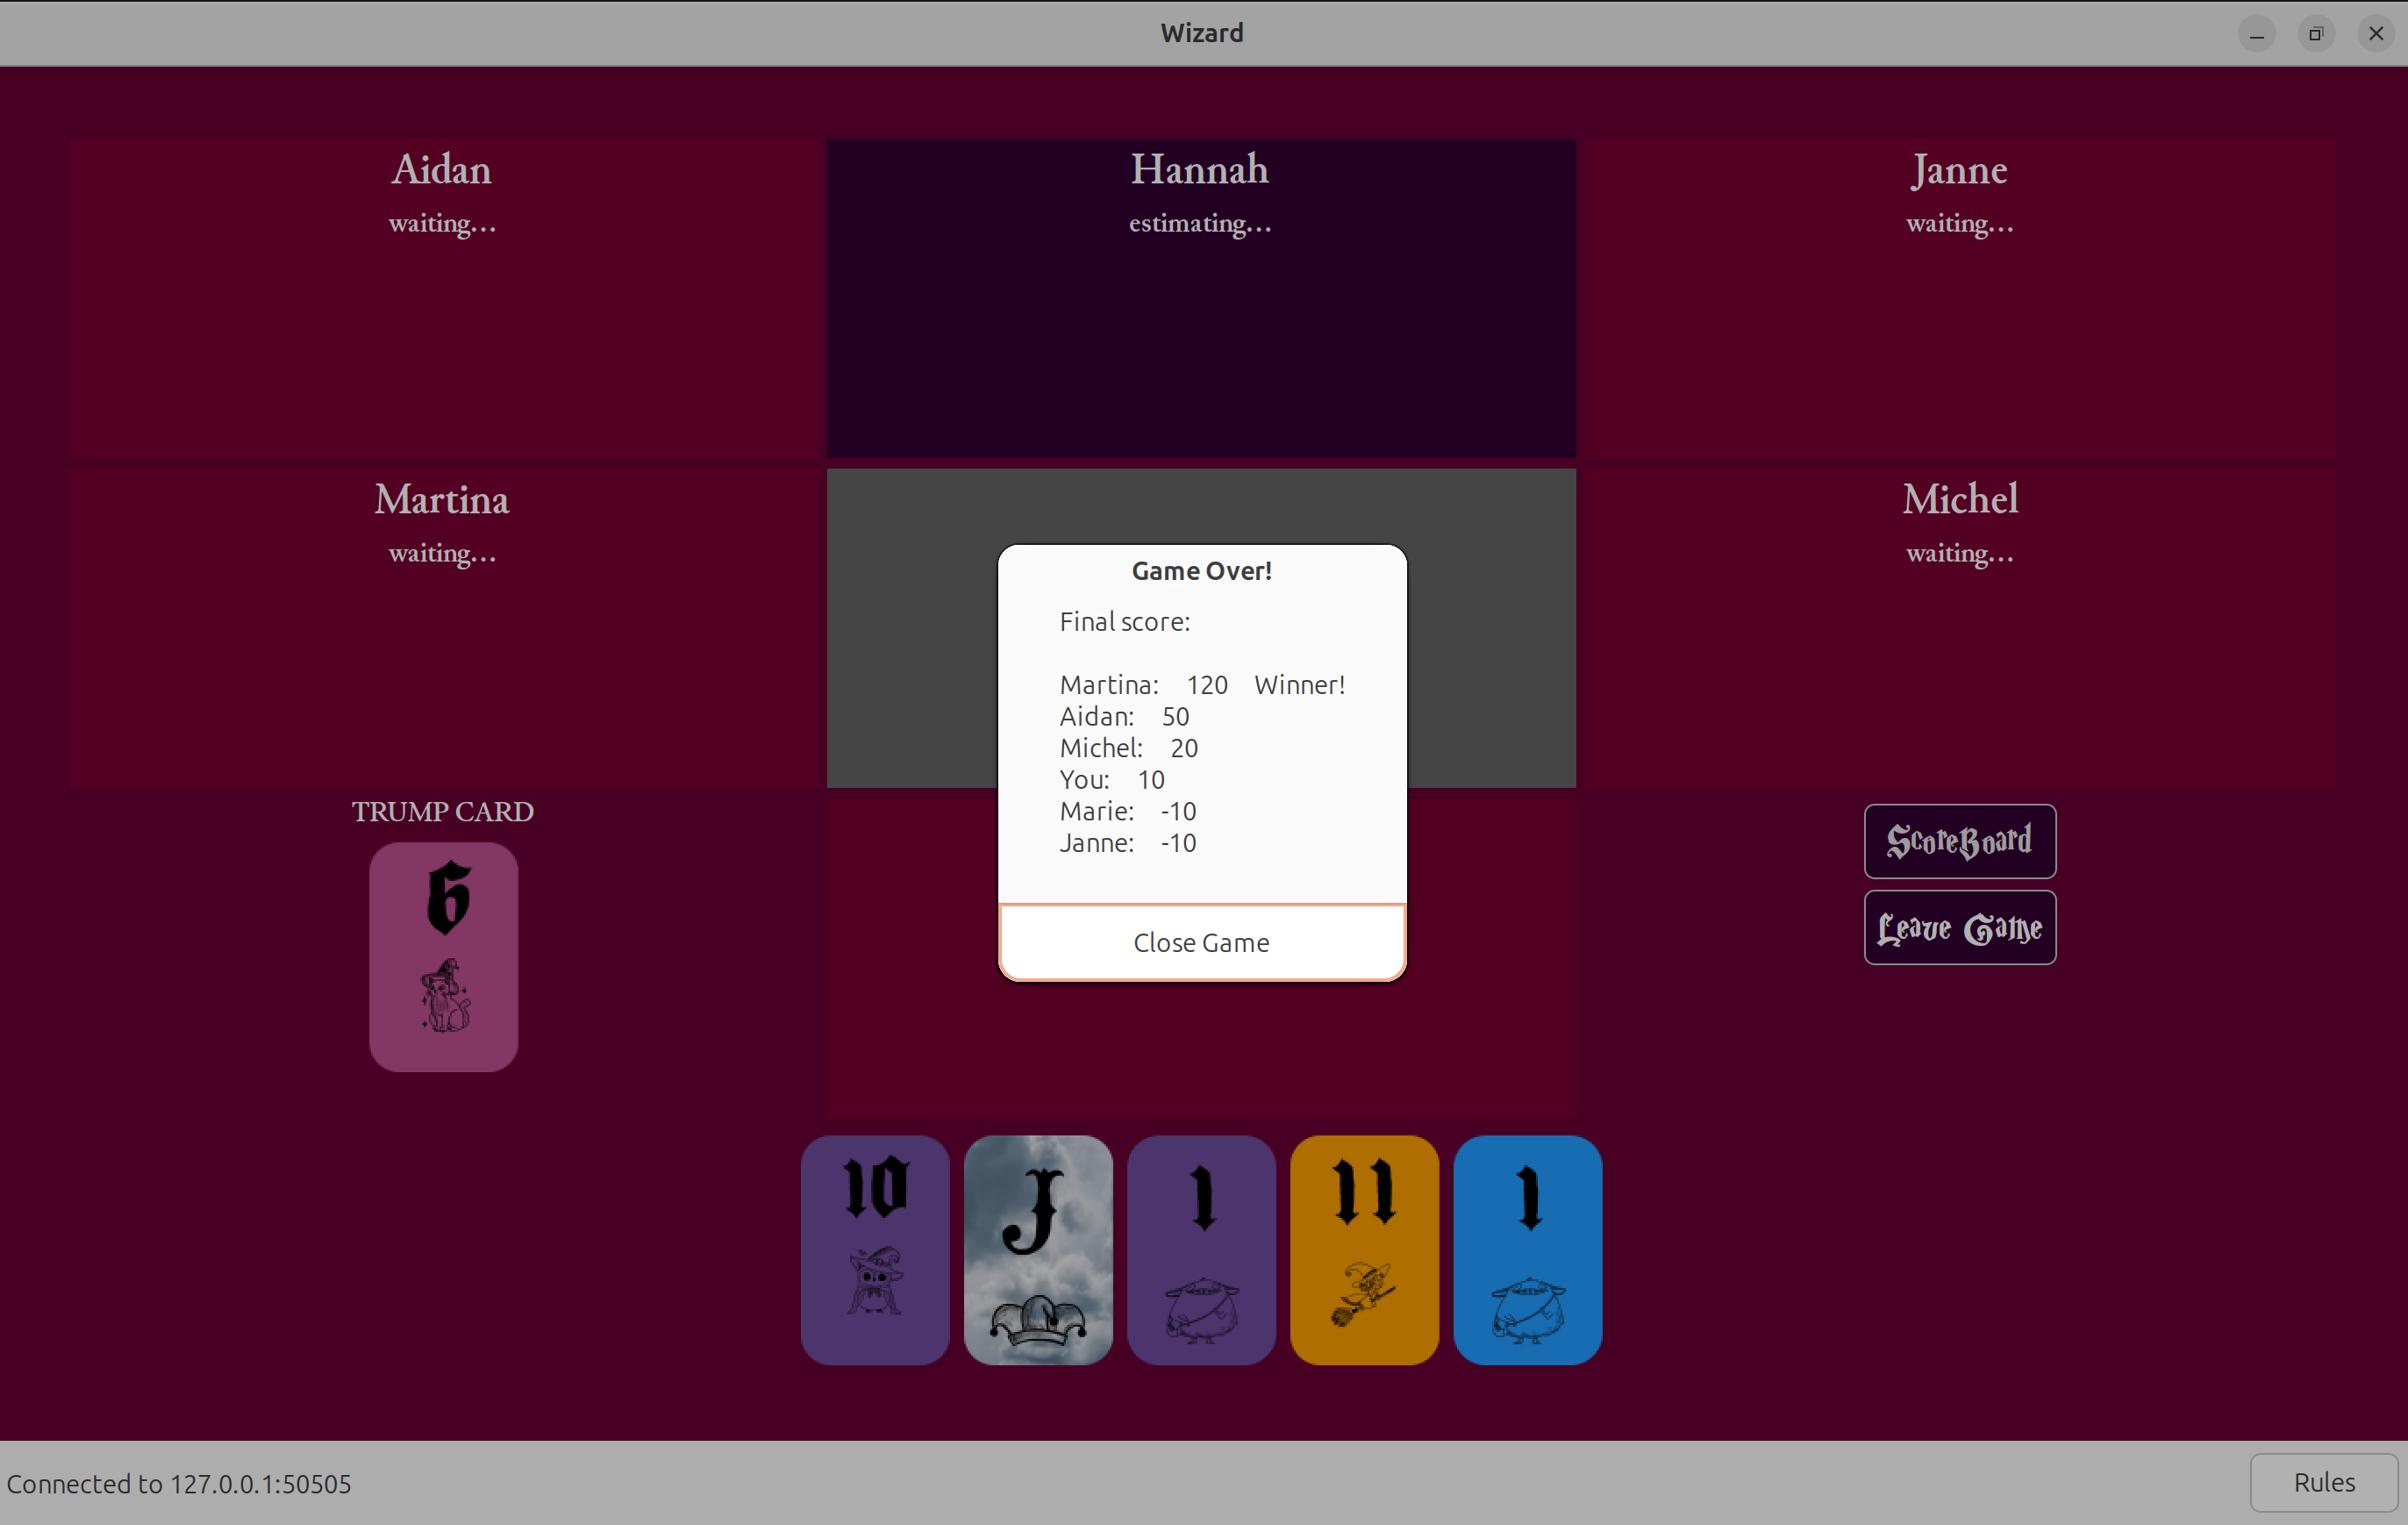 Wizard
Aidan
waiting...
Hannah
estimating...
Janne
waiting...
Martina
waiting...
Michel
waiting...
Game Over!
Final score:
Martina: 120 Winner!
Aidan: 50
Michel: 20
You: 10
Marie: -10
Janne: -10
Close Game
TRUMP CARD
6
ScoreBoard
Leave Game
10
J
1
11
1
Connected to 127.0.0.1:50505
Rules